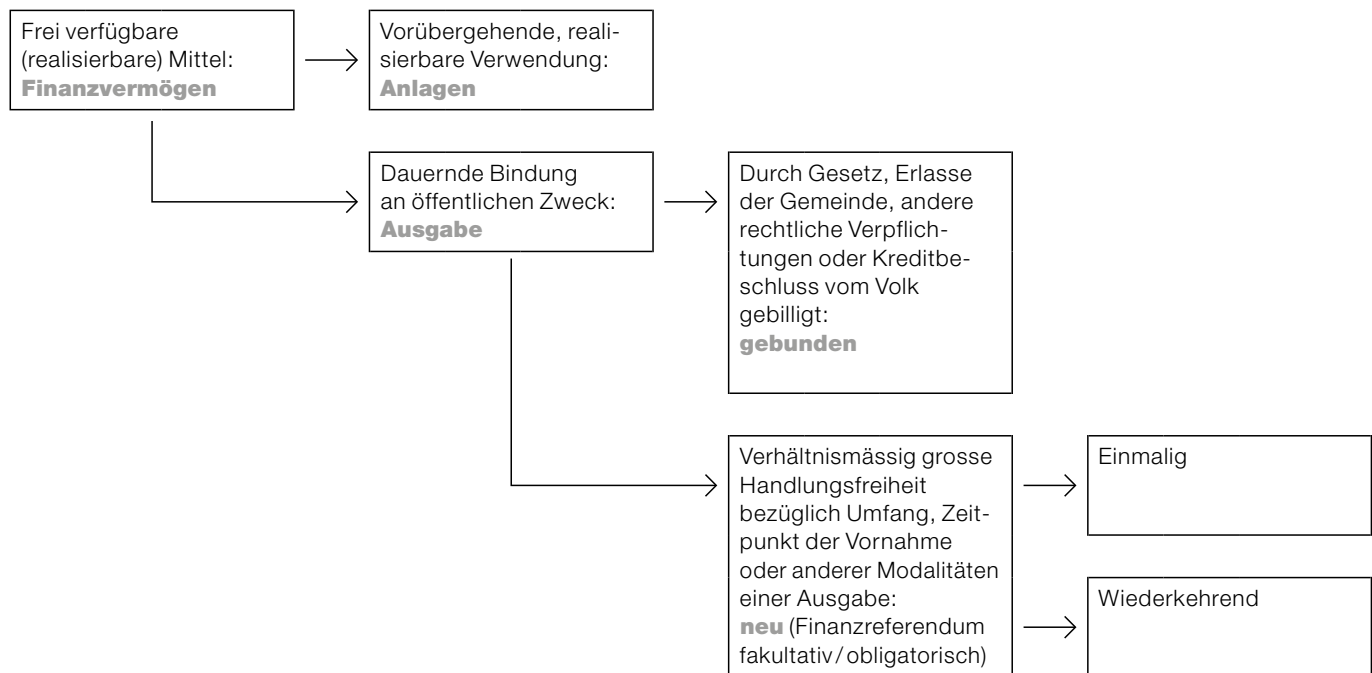 Frei verfügbare
(realisierbare) Mittel:
Finanzvermögen
Vorübergehende, reali-
sierbare Verwendung:
Anlagen
Dauernde Bindung
an öffentlichen Zweck:
Ausgabe
Durch Gesetz, Erlasse
der Gemeinde, andere
rechtliche Verpflich-
tungen oder Kreditbe-
schluss vom Volk
gebilligt:
gebunden
Verhältnismässig grosse
Handlungsfreiheit
bezüglich Umfang, Zeit-
punkt der Vornahme
oder anderer Modalitäten
einer Ausgabe:
neu (Finanzreferendum
fakultativ/obligatorisch)
Einmalig
Wiederkehrend